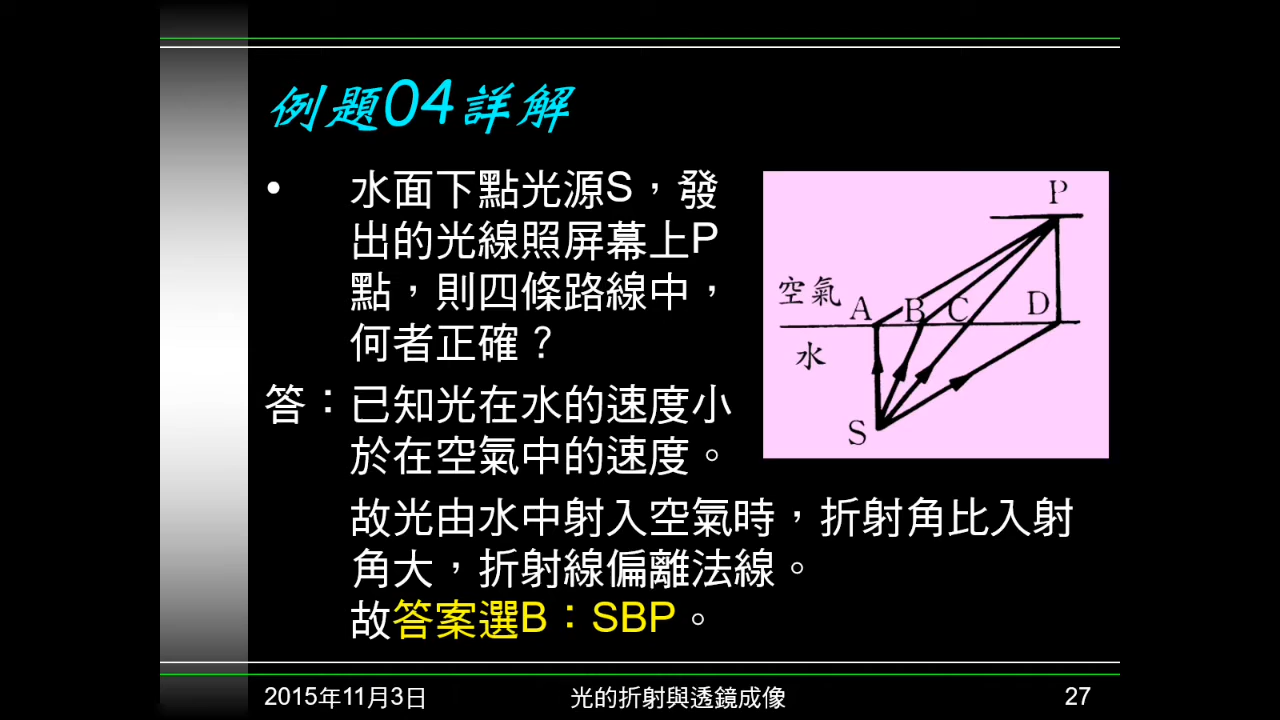 例題04詳解
• 水面下點光源S，發
出的光線照屏幕上P
點，則四條路線中，
何者正確？
答：已知光在水的速度小
於在空氣中的速度。
故光由水中射入空氣時，折射角比入射
角大，折射線偏離法線。
故答案選B：SBP。
P
空氣
A B C D
水
S
2015年11月3日 光的折射與透鏡成像 27